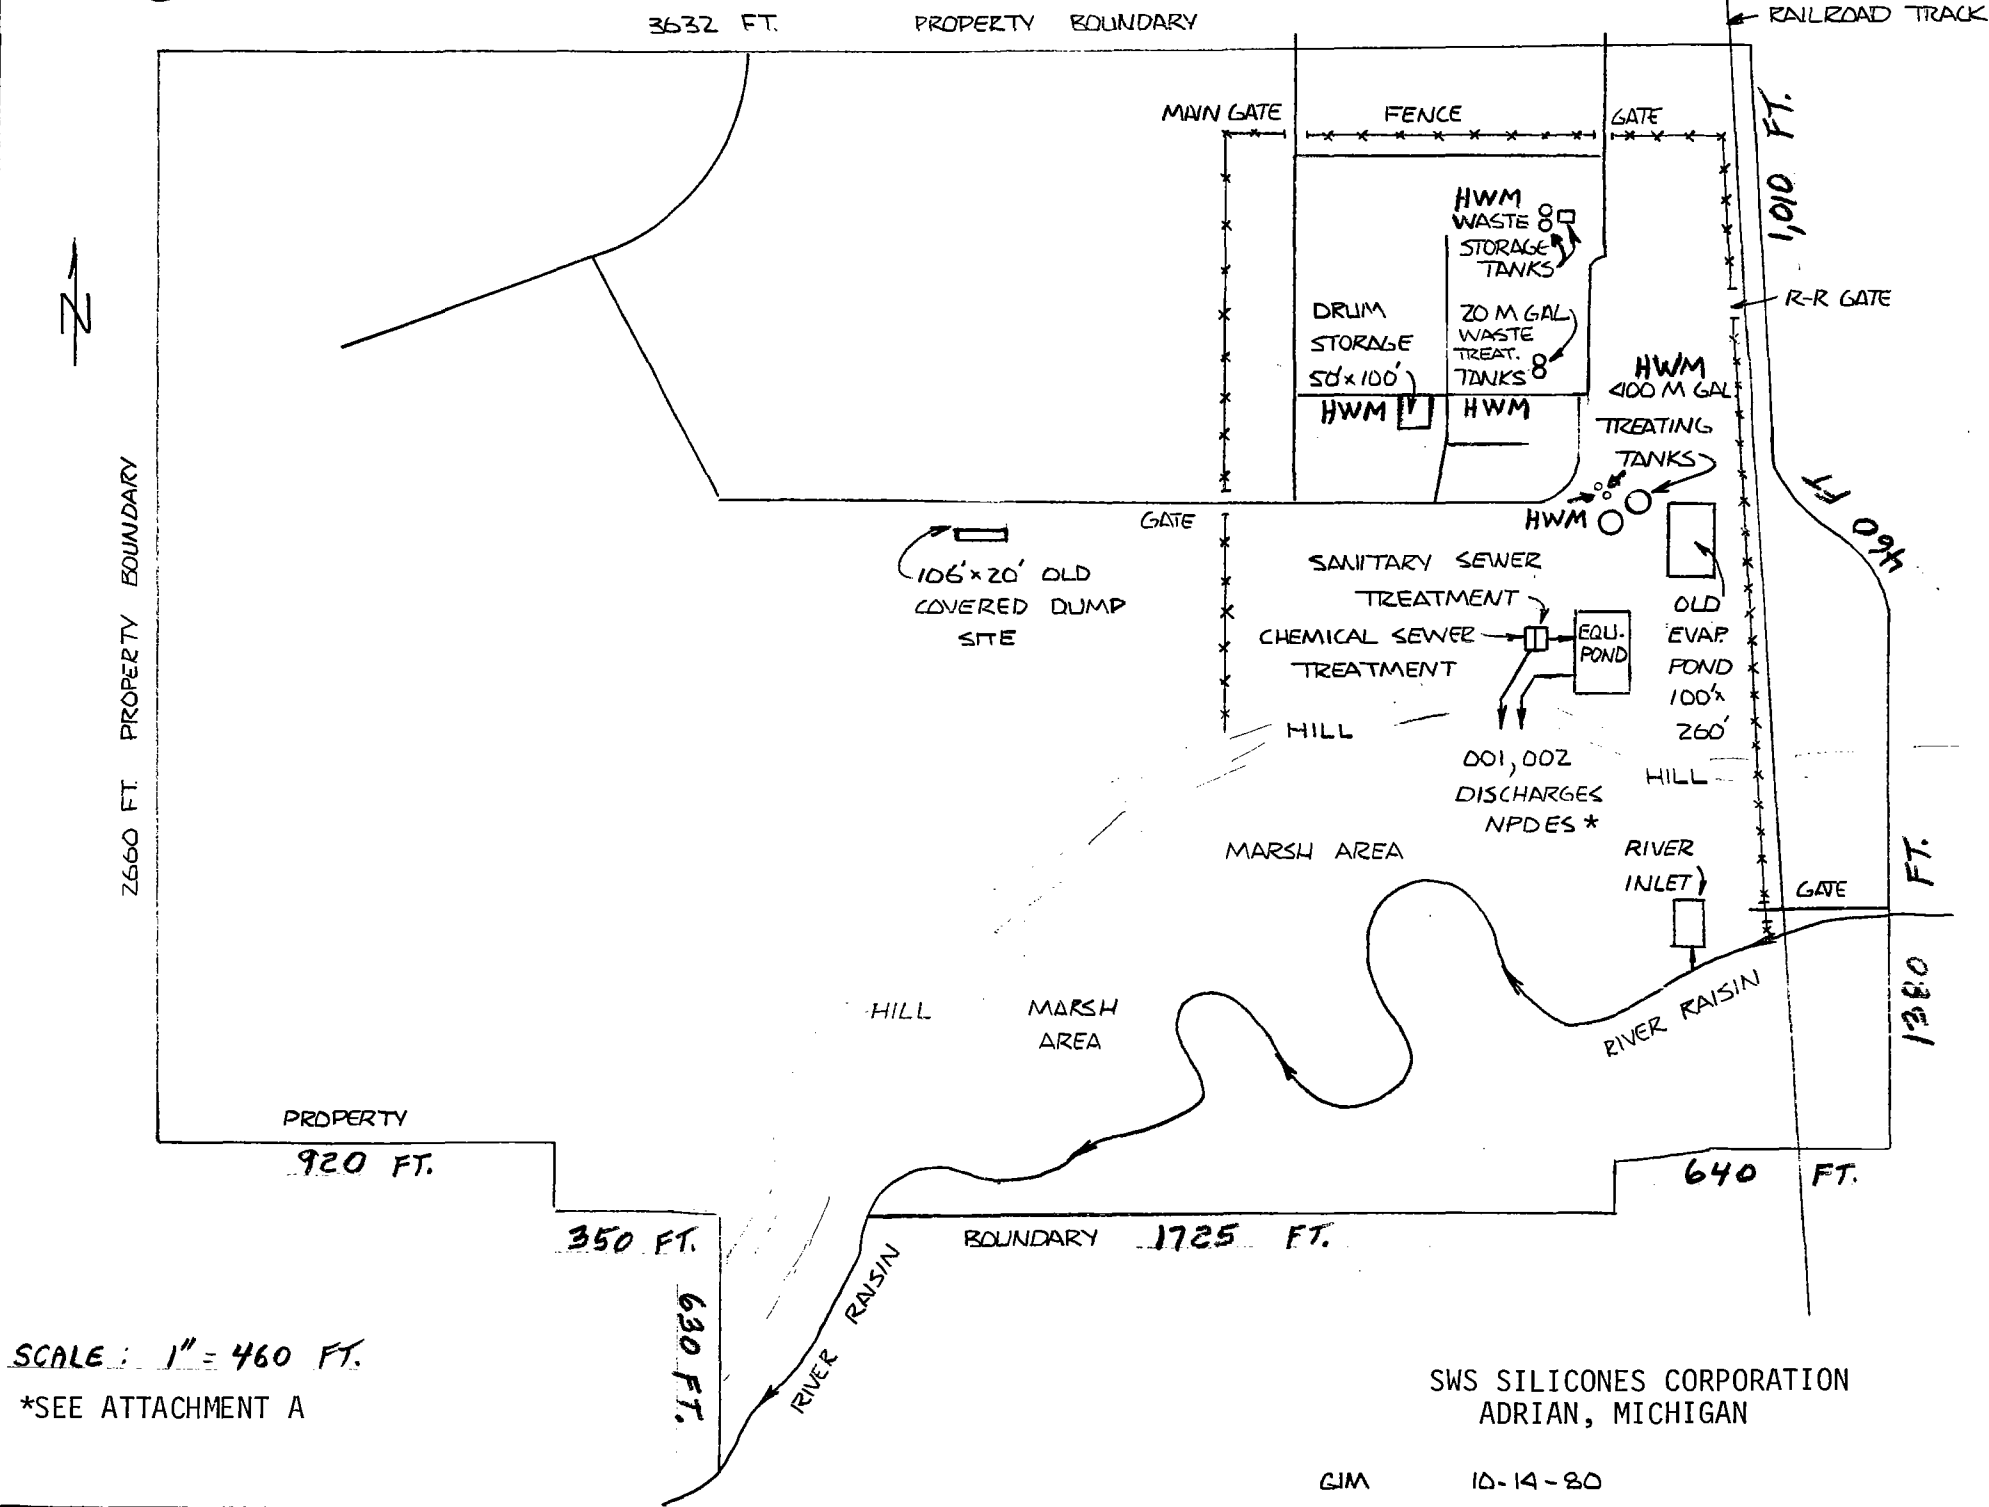 3632 FT. PROPERTY BOUNDARY
RAILROAD TRACK
MAIN GATE
FENCE
GATE
1,010 FT.
HWM
WASTE
STORAGE
TANKS
N
R-R GATE
DRUM
STORAGE
50'x100'
HWM
20 M GAL
WASTE
TREAT.
TANKS
HWM
HWM
400 M GAL.
TREATING
TANKS
460 FT
2660 FT. PROPERTY BOUNDARY
GATE
HWM
106'x20' OLD
COVERED DUMP
SITE
SANITARY SEWER
TREATMENT
CHEMICAL SEWER
TREATMENT
EQU.
POND
OLD
EVAP.
POND
100'x
260'
HILL
001, 002
DISCHARGES
NPDES *
HILL
MARSH AREA
RIVER
INLET
GATE
1380 FT.
HILL
MARSH
AREA
RIVER RAISIN
PROPERTY
920 FT.
640 FT.
350 FT.
BOUNDARY 1725 FT.
630 FT.
RIVER RAISIN
SCALE: 1" = 460 FT.
*SEE ATTACHMENT A
SWS SILICONES CORPORATION
ADRIAN, MICHIGAN
GJM 10-14-80